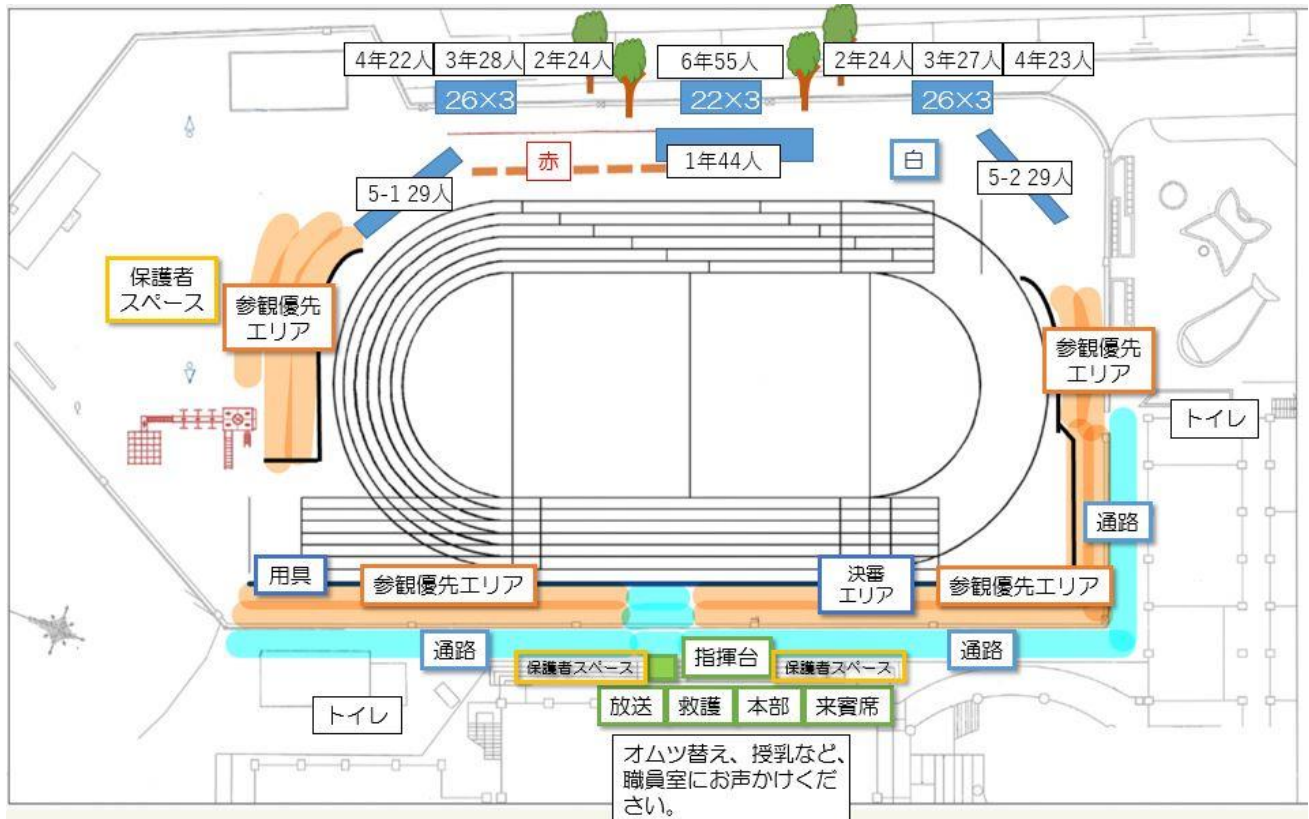 4年22人
3年28人
2年24人
6年55人
2年24人
3年27人
4年23人
26×3
22×3
26×3
赤
1年44人
白
5-1 29人
5-2 29人
保護者
スペース
参観優先
エリア
参観優先
エリア
トイレ
通路
用具
参観優先エリア
決審
エリア
参観優先エリア
通路
保護者スペース
指揮台
保護者スペース
通路
トイレ
放送
救護
本部
来賓席
オムツ替え、授乳など、
職員室にお声かけくだ
さい。